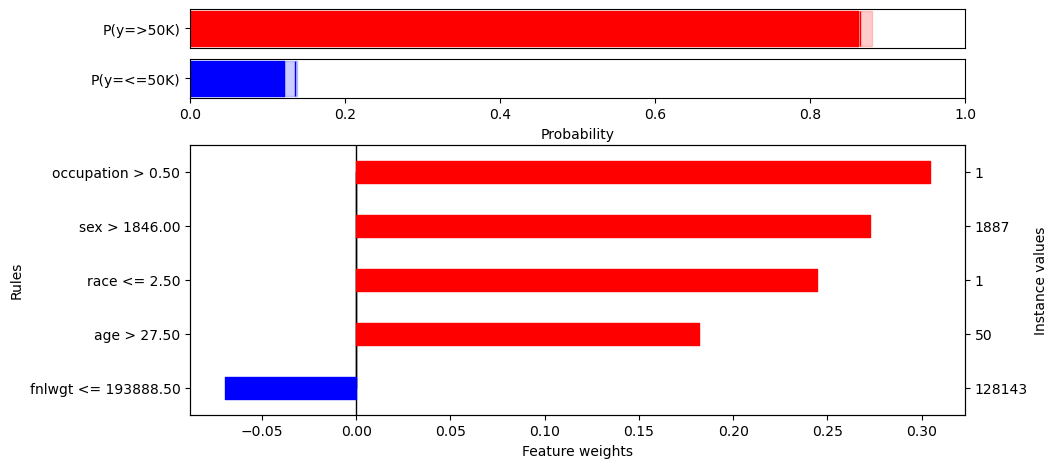 P(y=>50K)
P(y=<=50K)
0.0 0.2 0.4 0.6 0.8 1.0
Probability
occupation > 0.50 1
sex > 1846.00 1887
race <= 2.50 1
age > 27.50 50
fnlwgt <= 193888.50 128143
Rules
Instance values
−0.05 0.00 0.05 0.10 0.15 0.20 0.25 0.30
Feature weights